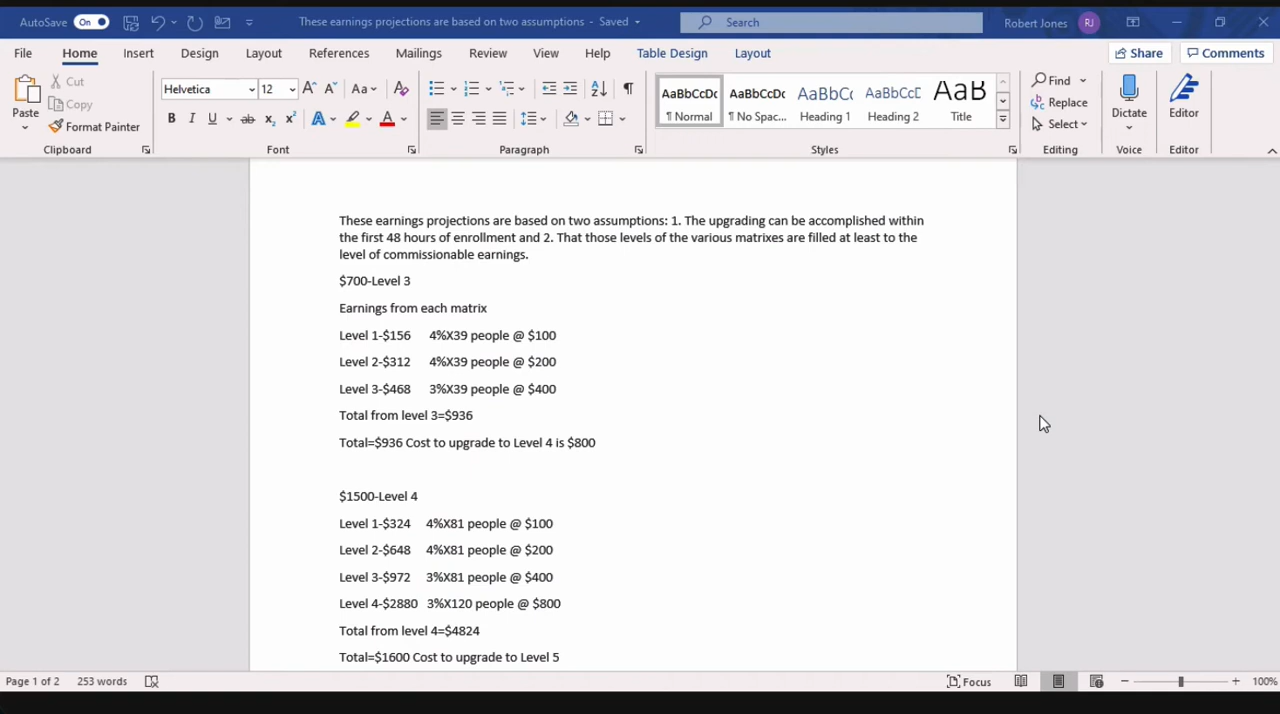 AutoSave On These earnings projections are based on two assumptions - Saved Search Robert Jones RJ
File Home Insert Design Layout References Mailings Review View Help Table Design Layout Share Comments
Paste Cut Copy Format Painter Clipboard
Helvetica 12 Aa B I U ab x₂ x² A A Font
Paragraph
AaBbCcDc ¶ Normal
AaBbCcDc ¶ No Spac...
AaBbCc Heading 1
AaBbCcD Heading 2
AaB Title
Styles
Find Replace Select Editing
Dictate Voice
Editor Editor
These earnings projections are based on two assumptions: 1. The upgrading can be accomplished within
the first 48 hours of enrollment and 2. That those levels of the various matrixes are filled at least to the
level of commissionable earnings.
$700-Level 3
Earnings from each matrix
Level 1-$156 4%X39 people @ $100
Level 2-$312 4%X39 people @ $200
Level 3-$468 3%X39 people @ $400
Total from level 3=$936
Total=$936 Cost to upgrade to Level 4 is $800
$1500-Level 4
Level 1-$324 4%X81 people @ $100
Level 2-$648 4%X81 people @ $200
Level 3-$972 3%X81 people @ $400
Level 4-$2880 3%X120 people @ $800
Total from level 4=$4824
Total=$1600 Cost to upgrade to Level 5
Page 1 of 2 253 words Focus 100%